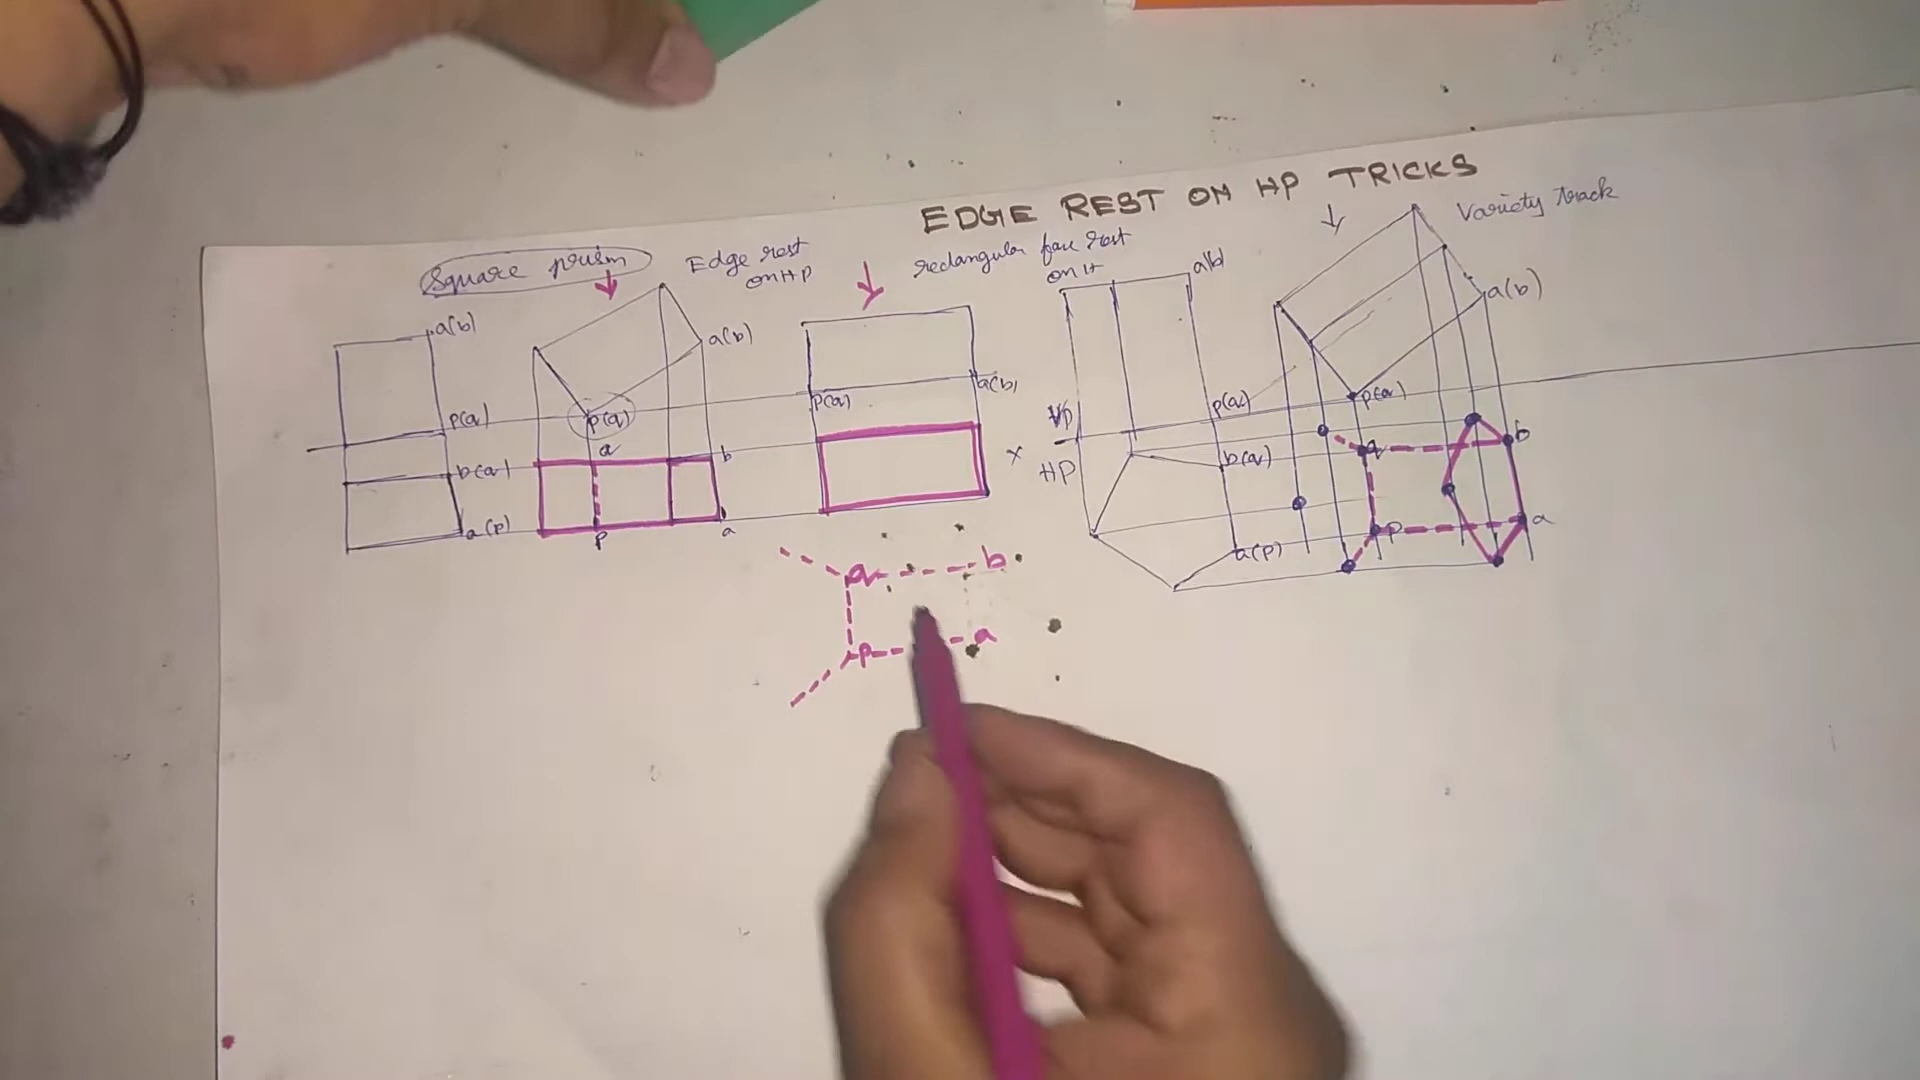 EDGE REST ON HP TRICKS
Square prism
Edge rest
on HP
rectangular face rest
on H
Variety track
a(b)
a(b)
a(b)
a(b)
p(q)
p(q)
p(q)
a(b)
p(q)
p(q)
b(q)
a(p)
q
b
p
a
x
VP
HP
b(q)
a(p)
q
b
p
a
q
b
p
a